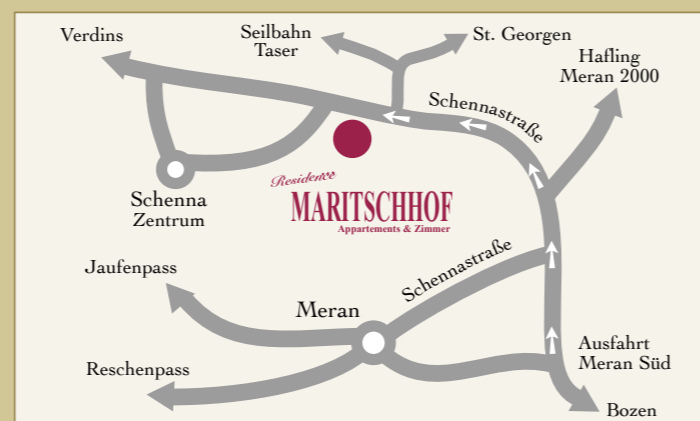 Verdins
Seilbahn
Taser
St. Georgen
Hafling
Meran 2000
Schennastraße
Schenna
Zentrum
Residence
MARITSCHHOF
Appartements & Zimmer
Jaufenpass
Schennastraße
Meran
Reschenpass
Ausfahrt
Meran Süd
Bozen